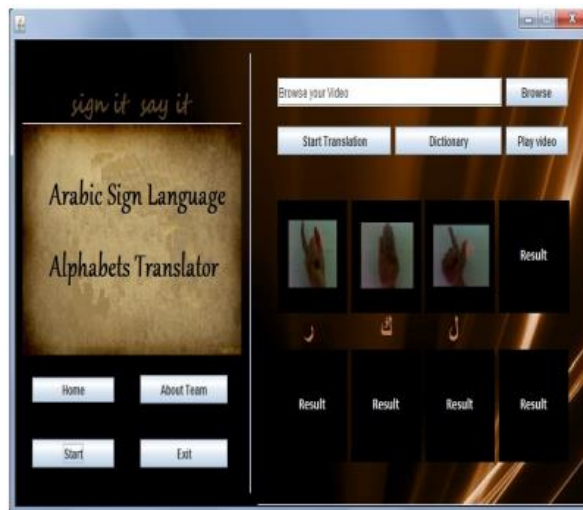 sign it say it
Arabic Sign Language
Alphabets Translator
Home
About Team
Start
Exit
Browse your Video
Browse
Start Translation
Dictionary
Play video
Result
ر
ك
ل
Result
Result
Result
Result